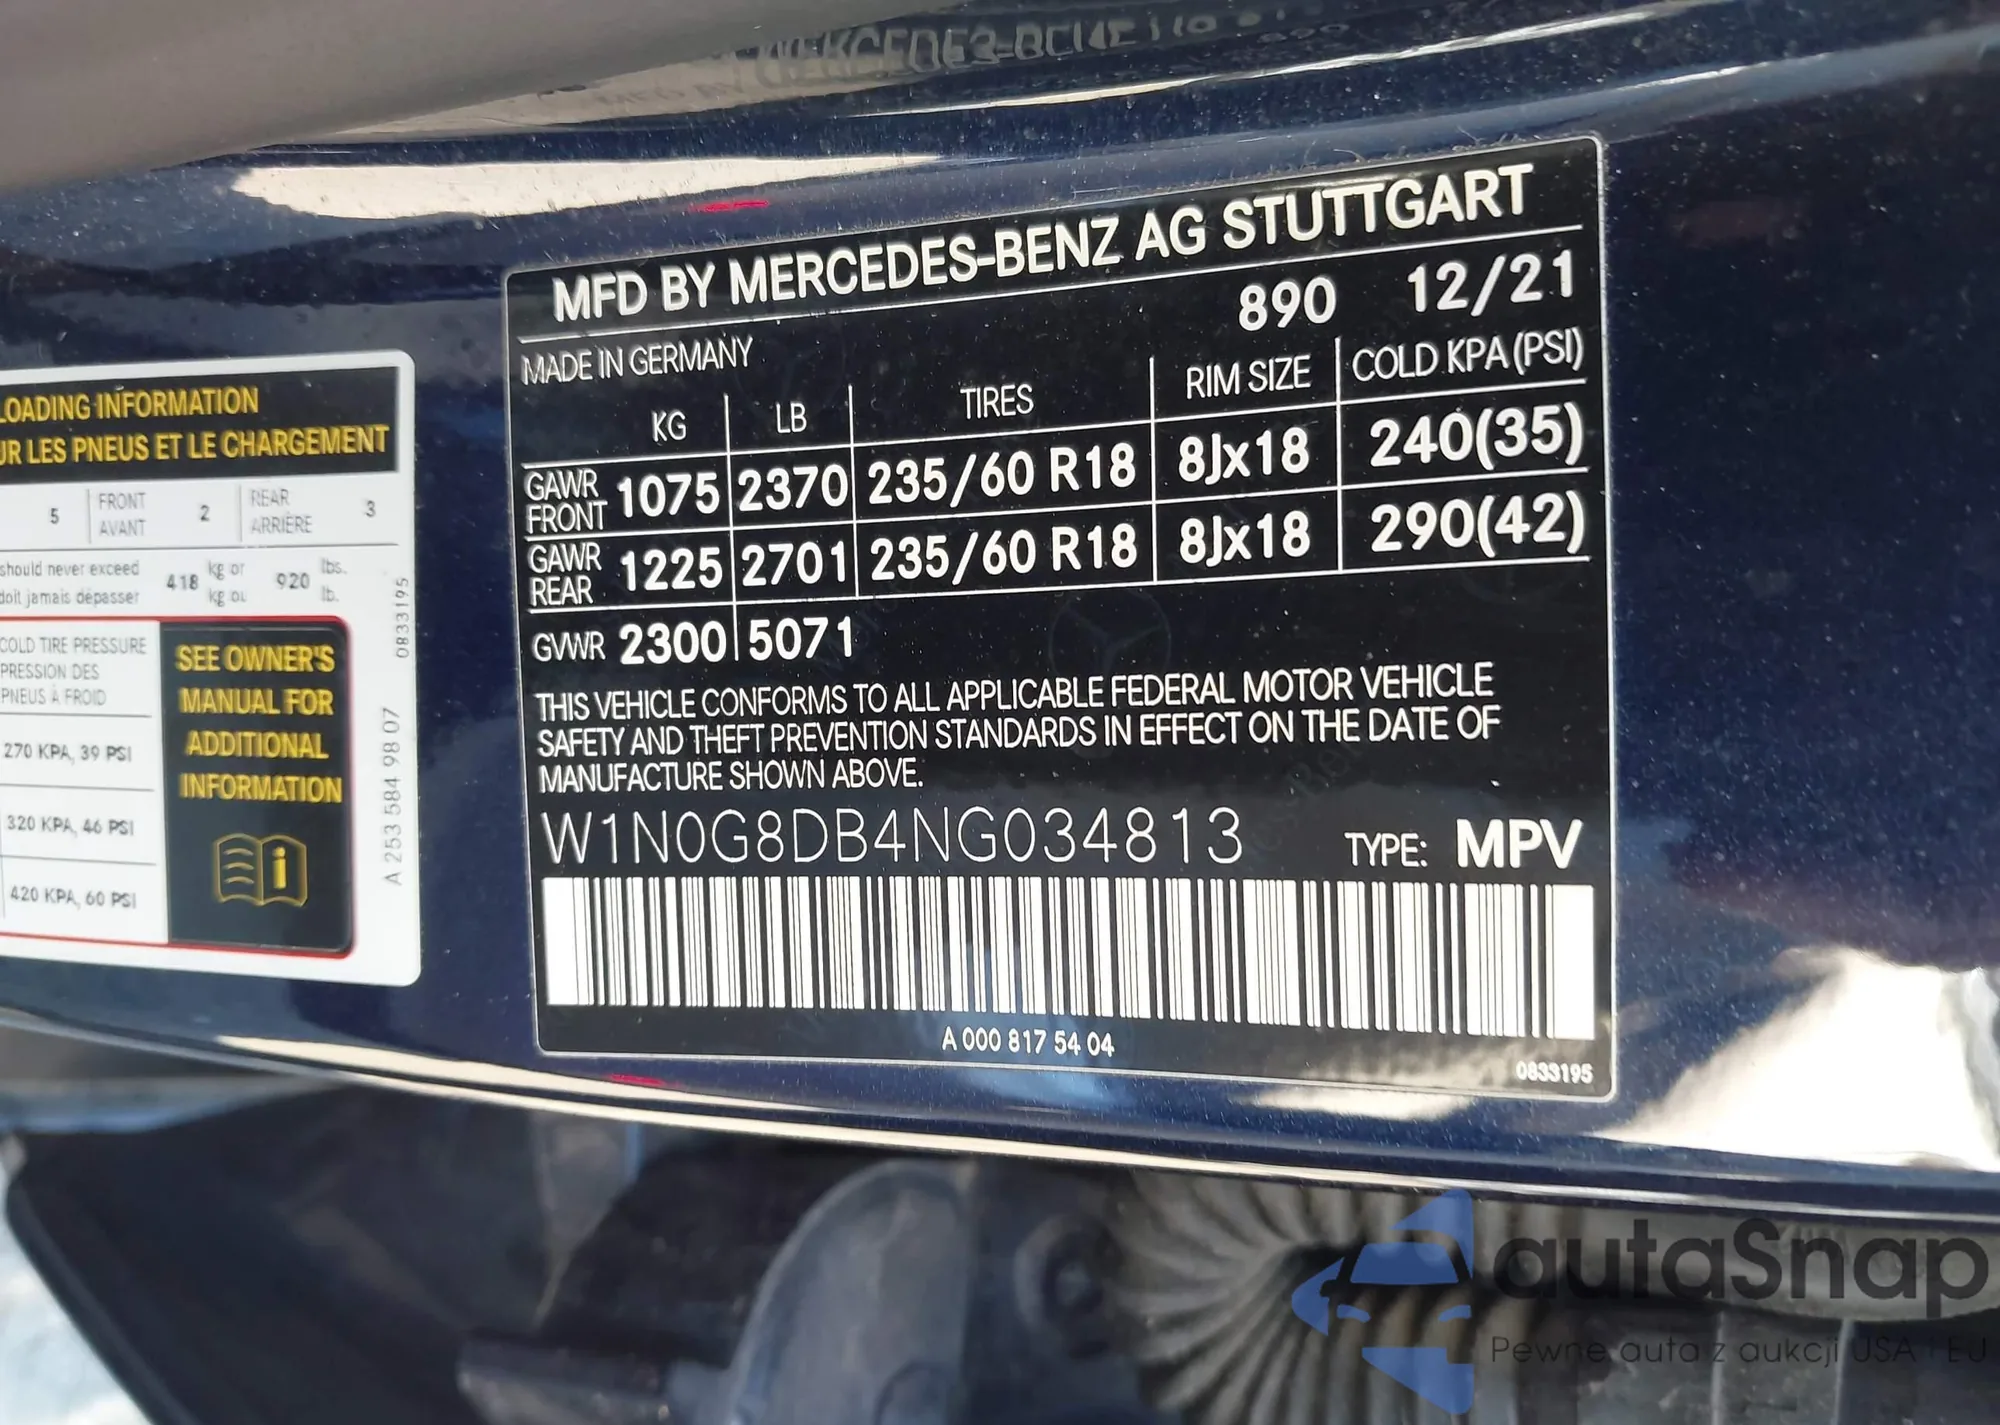 LOADING INFORMATION
UR LES PNEUS ET LE CHARGEMENT
5 FRONT AVANT 2 REAR ARRIÈRE 3
should never exceed
doit jamais dépasser
418 kg or kg ou 920 lbs. lb.
COLD TIRE PRESSURE
PRESSION DES
PNEUS À FROID
270 KPA, 39 PSI
320 KPA, 46 PSI
420 KPA, 60 PSI
SEE OWNER'S
MANUAL FOR
ADDITIONAL
INFORMATION
i
A 253 584 98 07
0833195
MFD BY MERCEDES-BENZ AG STUTTGART
890 12/21
MADE IN GERMANY
KG LB TIRES RIM SIZE COLD KPA (PSI)
GAWR FRONT 1075 2370 235/60 R18 8Jx18 240(35)
GAWR REAR 1225 2701 235/60 R18 8Jx18 290(42)
GVWR 2300 5071
THIS VEHICLE CONFORMS TO ALL APPLICABLE FEDERAL MOTOR VEHICLE
SAFETY AND THEFT PREVENTION STANDARDS IN EFFECT ON THE DATE OF
MANUFACTURE SHOWN ABOVE.
W1N0G8DB4NG034813 TYPE: MPV
A 000 817 54 04
0833195
autaSnap
Pewne auta z aukcji USA i EU